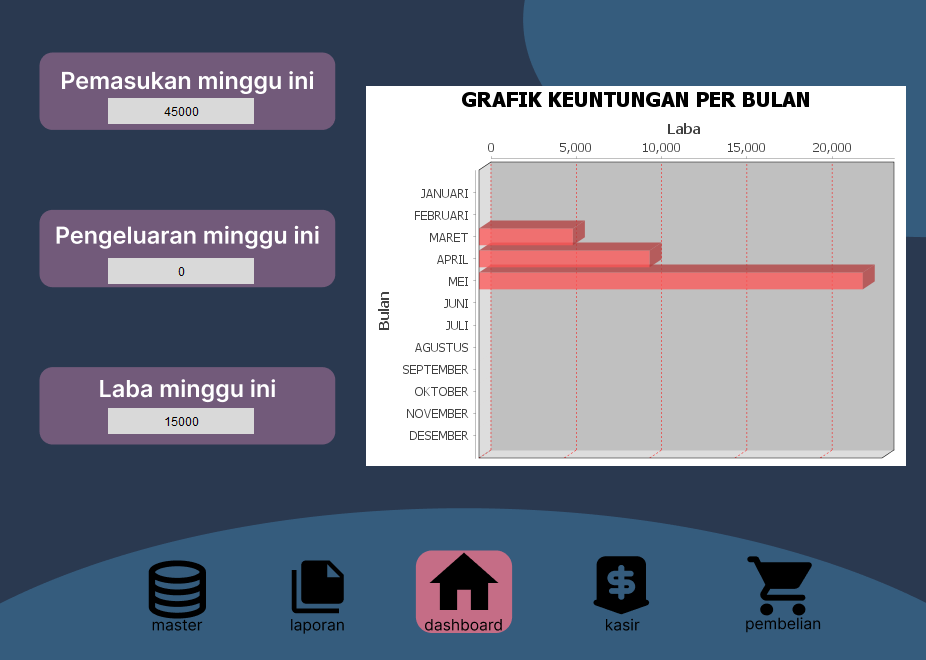 Pemasukan minggu ini
45000
Pengeluaran minggu ini
0
Laba minggu ini
15000
GRAFIK KEUNTUNGAN PER BULAN
Laba
0 5,000 10,000 15,000 20,000
Bulan
JANUARI
FEBRUARI
MARET
APRIL
MEI
JUNI
JULI
AGUSTUS
SEPTEMBER
OKTOBER
NOVEMBER
DESEMBER
master laporan dashboard kasir pembelian